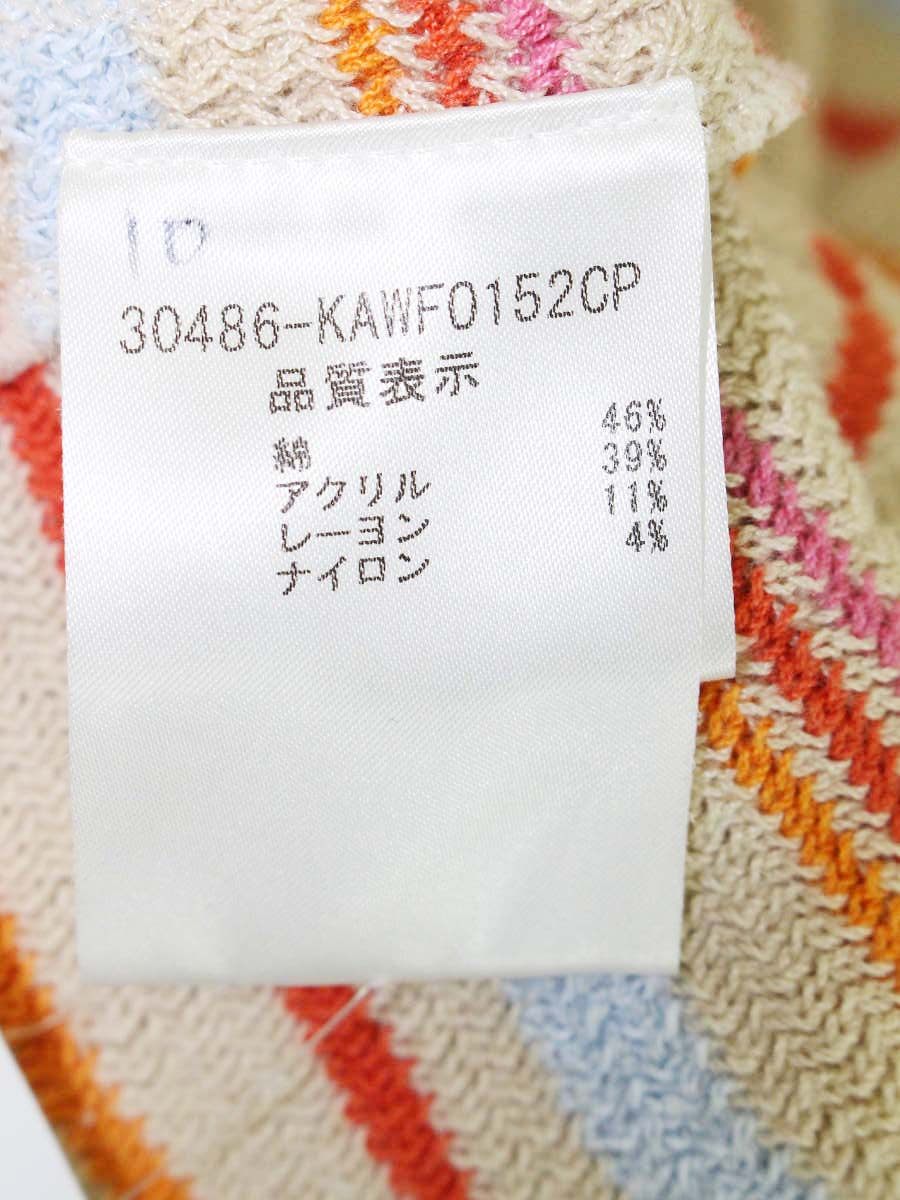 10
30486-KAWF0152CP
品質表示
綿 46%
アクリル 39%
レーヨン 11%
ナイロン 4%